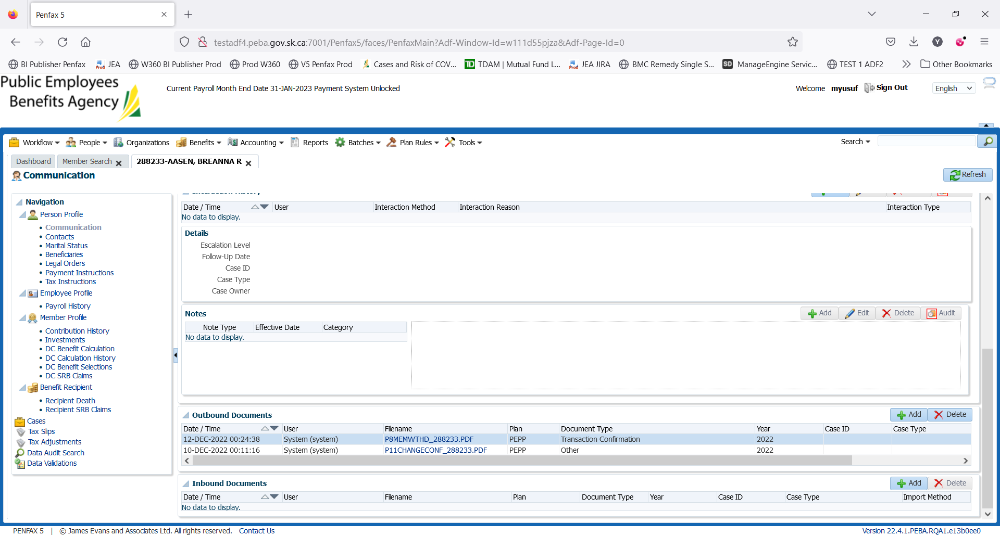 Penfax 5
testadf4.peba.gov.sk.ca:7001/Penfax5/faces/PenfaxMain?Adf-Window-Id=w111d55pjza&Adf-Page-Id=0
Y
BI Publisher Penfax JEA W360 BI Publisher Prod Prod W360 V5 Penfax Prod Cases and Risk of COV... TD TDAM | Mutual Fund L... JEA JIRA BMC Remedy Single S... SD ManageEngine Servic... TEST 1 ADF2 Other Bookmarks
Public Employees
Benefits Agency
Current Payroll Month End Date 31-JAN-2023 Payment System Unlocked
Welcome myusuf Sign Out English
Workflow People Organizations Benefits Accounting Reports Batches Plan Rules Tools Search
Dashboard Member Search 288233-AASEN, BREANNA R
Communication Refresh
Navigation
Person Profile
Communication
Contacts
Marital Status
Beneficiaries
Legal Orders
Payment Instructions
Tax Instructions
Employee Profile
Payroll History
Member Profile
Contribution History
Investments
DC Benefit Calculation
DC Calculation History
DC Benefit Selections
DC SRB Claims
Benefit Recipient
Recipient Death
Recipient SRB Claims
Cases
Tax Slips
Tax Adjustments
Data Audit Search
Data Validations
Date / Time User Interaction Method Interaction Reason Interaction Type
No data to display.
Details
Escalation Level
Follow-Up Date
Case ID
Case Type
Case Owner
Notes Add Edit Delete Audit
Note Type Effective Date Category
No data to display.
Outbound Documents Add Delete
Date / Time User Filename Plan Document Type Year Case ID Case Type
12-DEC-2022 00:24:38 System (system) P8MEMWTHD_288233.PDF PEPP Transaction Confirmation 2022
10-DEC-2022 00:11:16 System (system) P11CHANGECONF_288233.PDF PEPP Other 2022
Inbound Documents Add Delete
Date / Time User Filename Plan Document Type Year Case ID Case Type Import Method
No data to display.
PENFAX 5 | © James Evans and Associates Ltd. All rights reserved. Contact Us Version 22.4.1.PEBA.RQA1.e13b0ee0